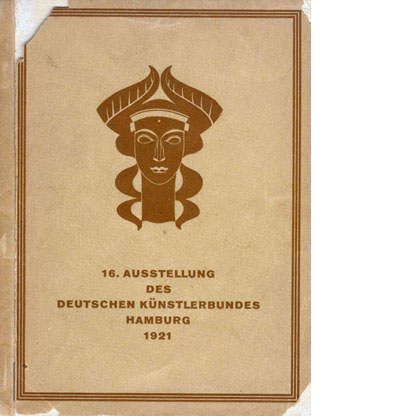 16. AUSSTELLUNG
DES
DEUTSCHEN KÜNSTLERBUNDES
HAMBURG
1921